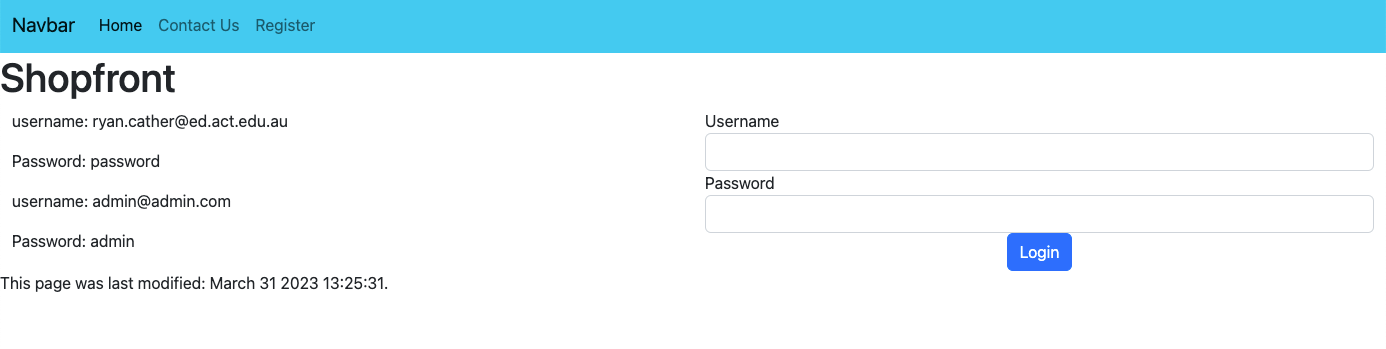 Navbar Home Contact Us Register
Shopfront
username: ryan.cather@ed.act.edu.au
Password: password
username: admin@admin.com
Password: admin
Username
Password
Login
This page was last modified: March 31 2023 13:25:31.